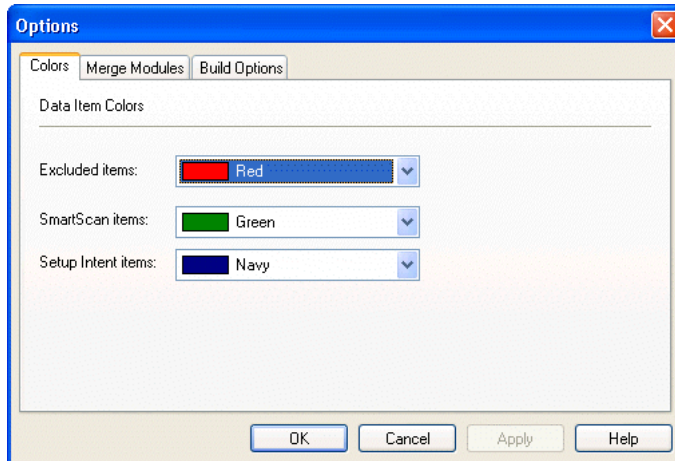 Options
Colors Merge Modules Build Options
Data Item Colors
Excluded items: Red
SmartScan items: Green
Setup Intent items: Navy
OK Cancel Apply Help